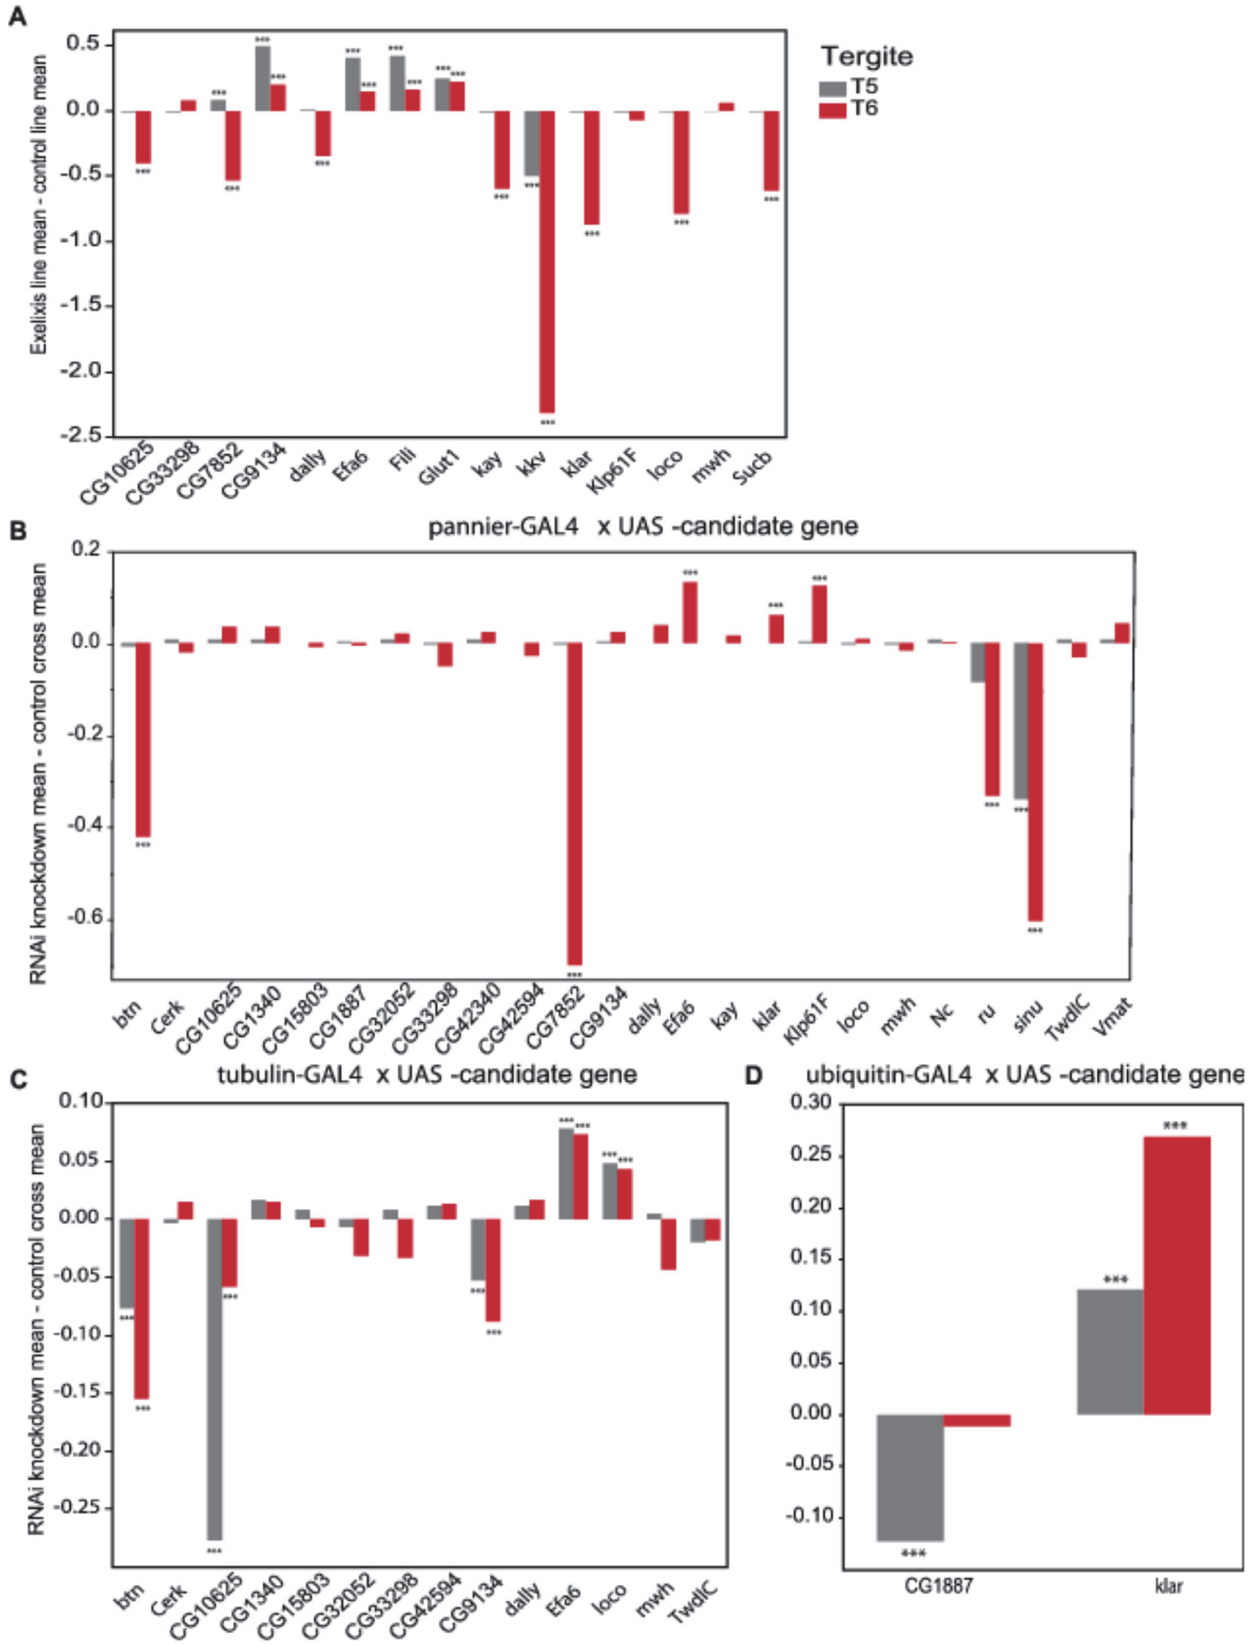 A
Exelixis line mean - control line mean
0.5
0.0
-0.5
-1.0
-1.5
-2.0
-2.5
*** *** *** *** *** *** *** *** *** *** ***
*** *** *** *** *** *** *** ***
CG10625 CG33298 CG7852 CG9134 dally Efa6 Fili Glut1 kay kkv klar Klp61F loco mwh Sucb
Tergite
T5
T6
B
pannier-GAL4 x UAS -candidate gene
RNAi knockdown mean - control cross mean
0.2
0.0
-0.2
-0.4
-0.6
*** *** ***
*** *** *** *** ***
btn Cerk CG10625 CG1340 CG15803 CG1887 CG32052 CG33298 CG42340 CG42594 CG7852 CG9134 dally Efa6 kay klar Klp61F loco mwh Nc ru sinu TwdlC Vmat
C
tubulin-GAL4 x UAS -candidate gene
RNAi knockdown mean - control cross mean
0.10
0.05
0.00
-0.05
-0.10
-0.15
-0.20
-0.25
*** *** *** ***
*** *** *** *** *** ***
btn Cerk CG10625 CG1340 CG15803 CG32052 CG33298 CG42594 CG9134 dally Efa6 loco mwh TwdlC
D
ubiquitin-GAL4 x UAS -candidate gene
0.30
0.25
0.20
0.15
0.10
0.05
0.00
-0.05
-0.10
*** *** ***
CG1887 klar